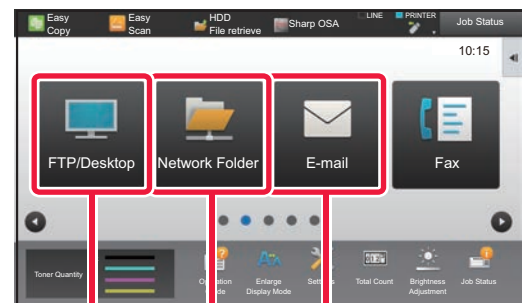 Easy
Copy
Easy
Scan
HDD
File retrieve
Sharp OSA
LINE
PRINTER
Job Status
10:15
FTP/Desktop
Network Folder
E-mail
Fax
Toner Quantity
Enlarge
Display Mode
Total Count
Brightness
Adjustment
Job Status